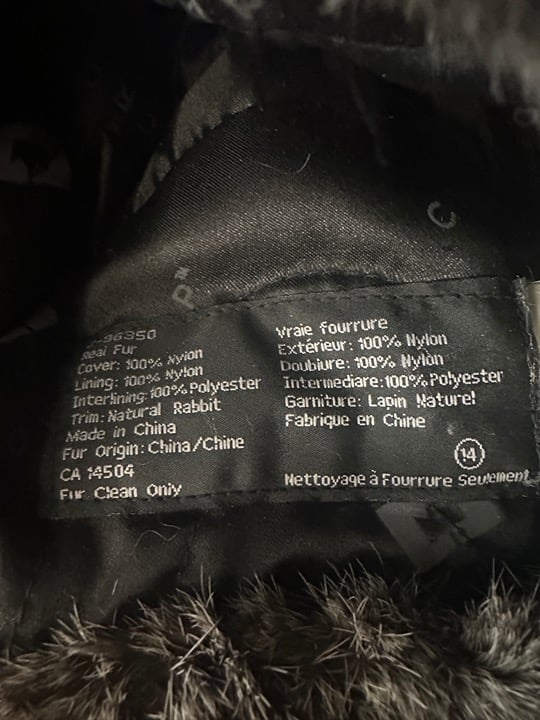 Real Fur
Cover: 100% Nylon
Lining: 100% Nylon
Interlining:100% Polyester
Trim: Natural Rabbit
Made in China
Fur Origin: China/Chine
CA 14504
Fur Clean Only
Vraie fourrure
Extérieur: 100% Nylon
Doubiure: 100% Nylon
Intermediare:100% Polyester
Garniture: Lapin Naturel
Fabrique en Chine
14
Nettoyage à Fourrure Seulement